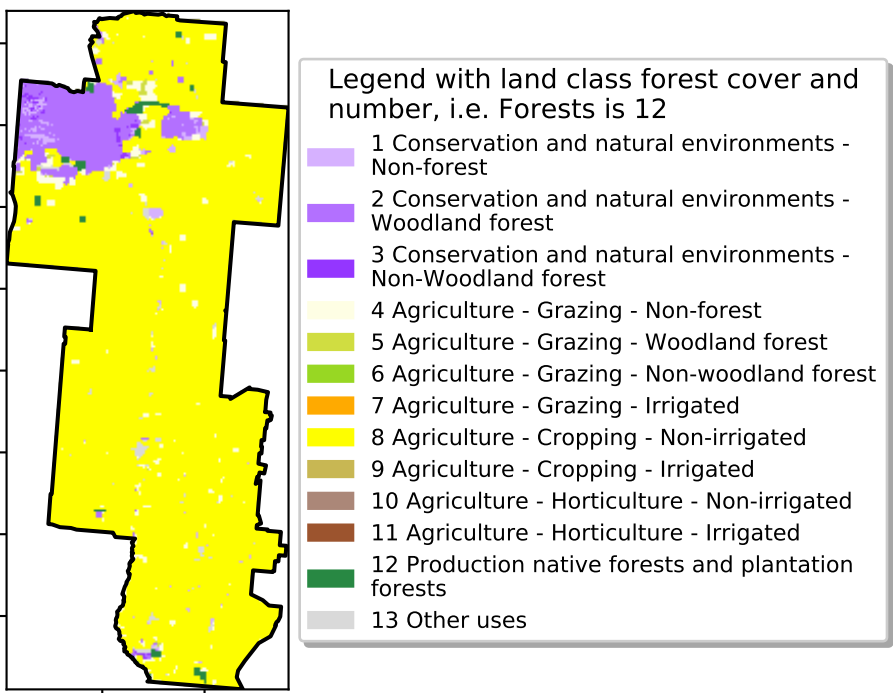 Legend with land class forest cover and
number, i.e. Forests is 12
1 Conservation and natural environments -
Non-forest
2 Conservation and natural environments -
Woodland forest
3 Conservation and natural environments -
Non-Woodland forest
4 Agriculture - Grazing - Non-forest
5 Agriculture - Grazing - Woodland forest
6 Agriculture - Grazing - Non-woodland forest
7 Agriculture - Grazing - Irrigated
8 Agriculture - Cropping - Non-irrigated
9 Agriculture - Cropping - Irrigated
10 Agriculture - Horticulture - Non-irrigated
11 Agriculture - Horticulture - Irrigated
12 Production native forests and plantation
forests
13 Other uses